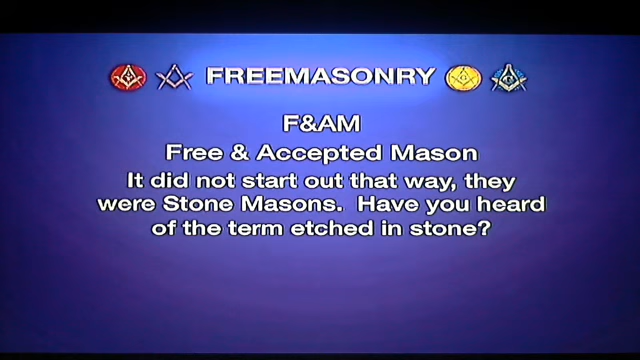 FREEMASONRY
F&AM
Free & Accepted Mason
It did not start out that way, they
were Stone Masons.  Have you heard
of the term etched in stone?